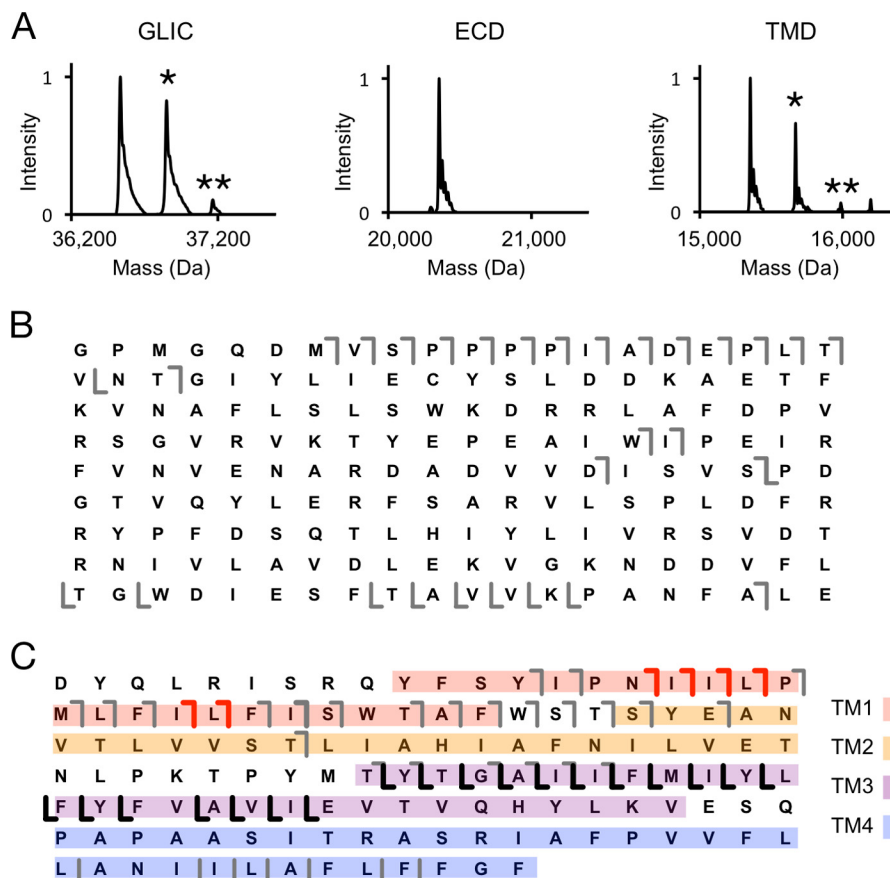 A
GLIC ECD TMD
* * ** **
1 1 1
Intensity Intensity Intensity
0 0 0
36,200 37,200 20,000 21,000 15,000 16,000
Mass (Da) Mass (Da) Mass (Da)
B
G P M G Q D M V S P P P P I A D E P L T
V N T G I Y L I E C Y S L D D K A E T F
K V N A F L S L S W K D R R L A F D P V
R S G V R V K T Y E P E A I W I P E I R
F V N V E N A R D A D V V D I S V S P D
G T V Q Y L E R F S A R V L S P L D F R
R Y P F D S Q T L H I Y L I V R S V D T
R N I V L A V D L E K V G K N D D V F L
T G W D I E S F T A V V K P A N F A L E
C
D Y Q L R I S R Q Y F S Y I P N I I L P
M L F I L F I S W T A F W S T S Y E A N TM1
V T L V V S T L I A H I A F N I L V E T TM2
N L P K T P Y M T Y T G A I I F M I Y L
F Y F V A V I E V T V Q H Y L K V E S Q TM3
P A P A A S I T R A S R I A F P V V F L TM4
L A N I I L A F L F F G F